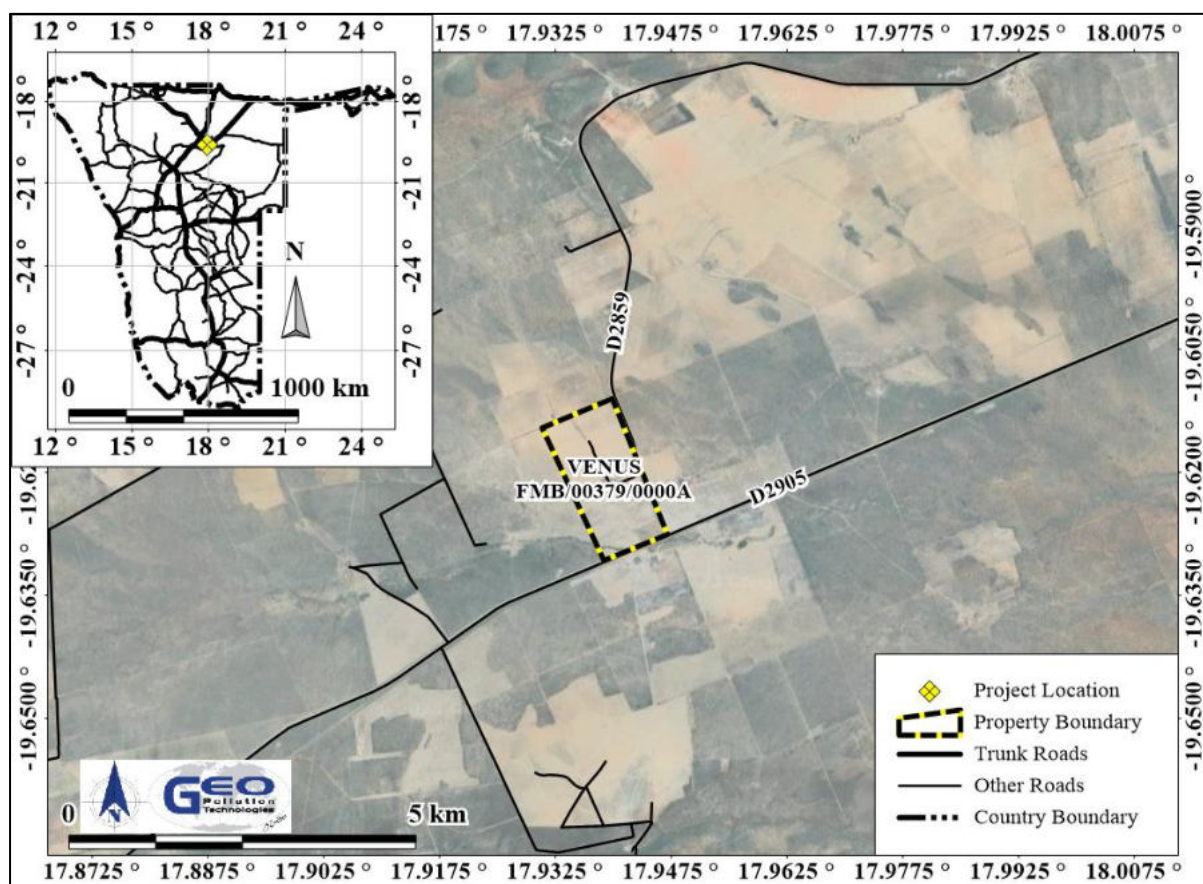 12 ° 15 ° 18 ° 21 ° 24 °
175 ° 17.9325 ° 17.9475 ° 17.9625 ° 17.9775 ° 17.9925 ° 18.0075 °
-18 °
-21 °
-24 °
-27 °
N
0 1000 km
12 ° 15 ° 18 ° 21 ° 24 °
-18 °
-21 °
-24 °
-27 °
-19.5900 °
-19.6050 °
-19.6200 °
-19.6350 °
-19.6500 °
D2859
VENUS
FMB/00379/0000A
D2905
-19.62
-19.6350 °
-19.6500 °
Project Location
Property Boundary
Trunk Roads
Other Roads
Country Boundary
N
GEO
Pollution
Technologies
0 5 km
17.8725 ° 17.8875 ° 17.9025 ° 17.9175 ° 17.9325 ° 17.9475 ° 17.9625 ° 17.9775 ° 17.9925 ° 18.0075 °